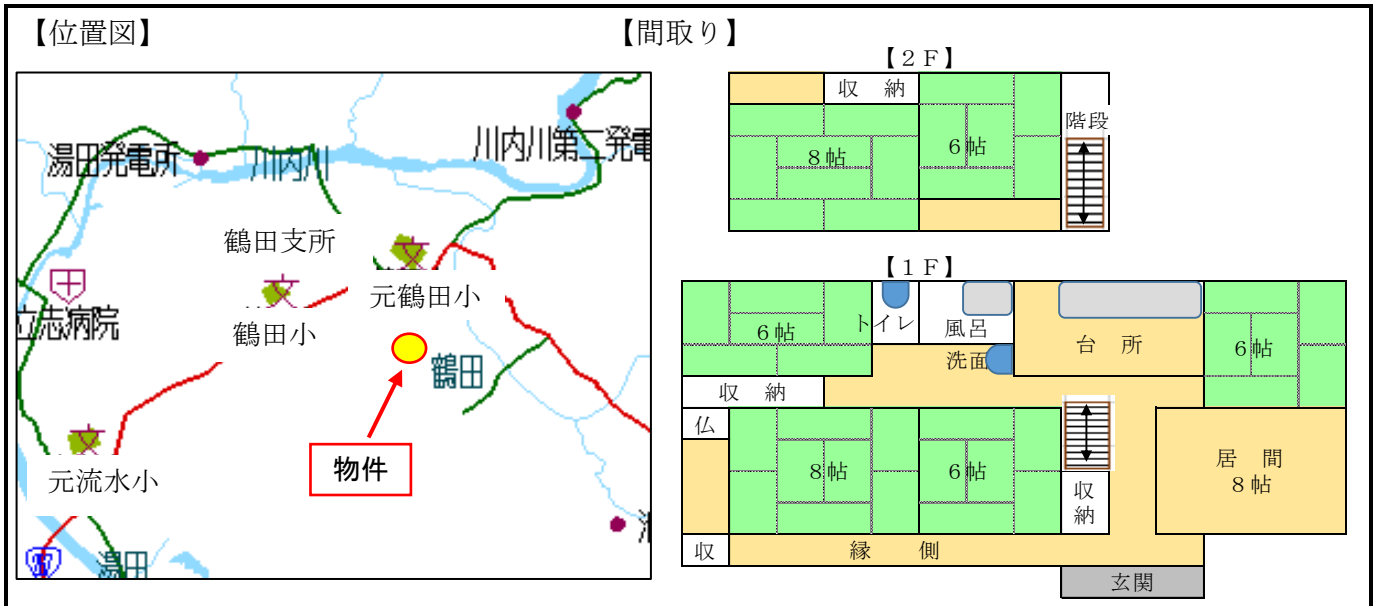 【位置図】
【間取り】
湯田発電所
川内川
川内川第二発電
鶴田支所
元鶴田小
鶴田小
立志病院
鶴田
物件
元流水小
湯田
【2F】
収 納
階段
8帖
6帖
【1F】
トイレ
風呂
台 所
6帖
6帖
洗面
収 納
仏
8帖
6帖
居 間
8帖
収
納
収
縁 側
玄関